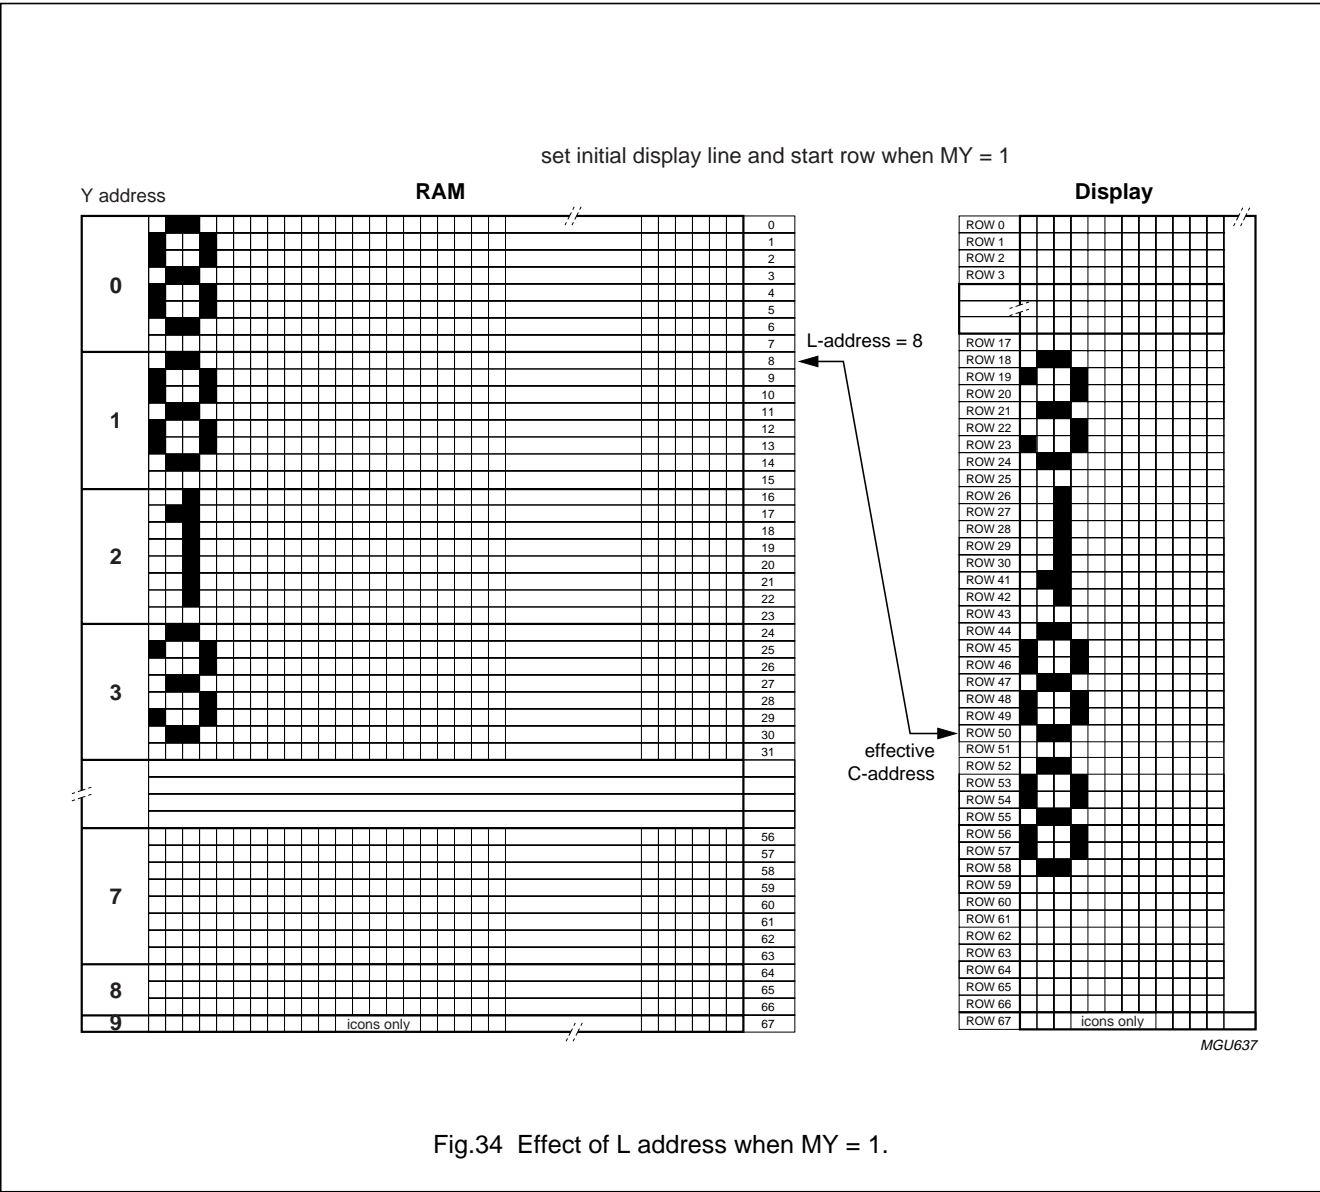 set initial display line and start row when MY = 1
Y address
RAM
Display
0
1
2
3
7
8
9
0
1
2
3
4
5
6
7
8
9
10
11
12
13
14
15
16
17
18
19
20
21
22
23
24
25
26
27
28
29
30
31
56
57
58
59
60
61
62
63
64
65
66
67
icons only
L-address = 8
effective
C-address
ROW 0
ROW 1
ROW 2
ROW 3
ROW 17
ROW 18
ROW 19
ROW 20
ROW 21
ROW 22
ROW 23
ROW 24
ROW 25
ROW 26
ROW 27
ROW 28
ROW 29
ROW 30
ROW 41
ROW 42
ROW 43
ROW 44
ROW 45
ROW 46
ROW 47
ROW 48
ROW 49
ROW 50
ROW 51
ROW 52
ROW 53
ROW 54
ROW 55
ROW 56
ROW 57
ROW 58
ROW 59
ROW 60
ROW 61
ROW 62
ROW 63
ROW 64
ROW 65
ROW 66
ROW 67
icons only
MGU637
Fig.34 Effect of L address when MY = 1.